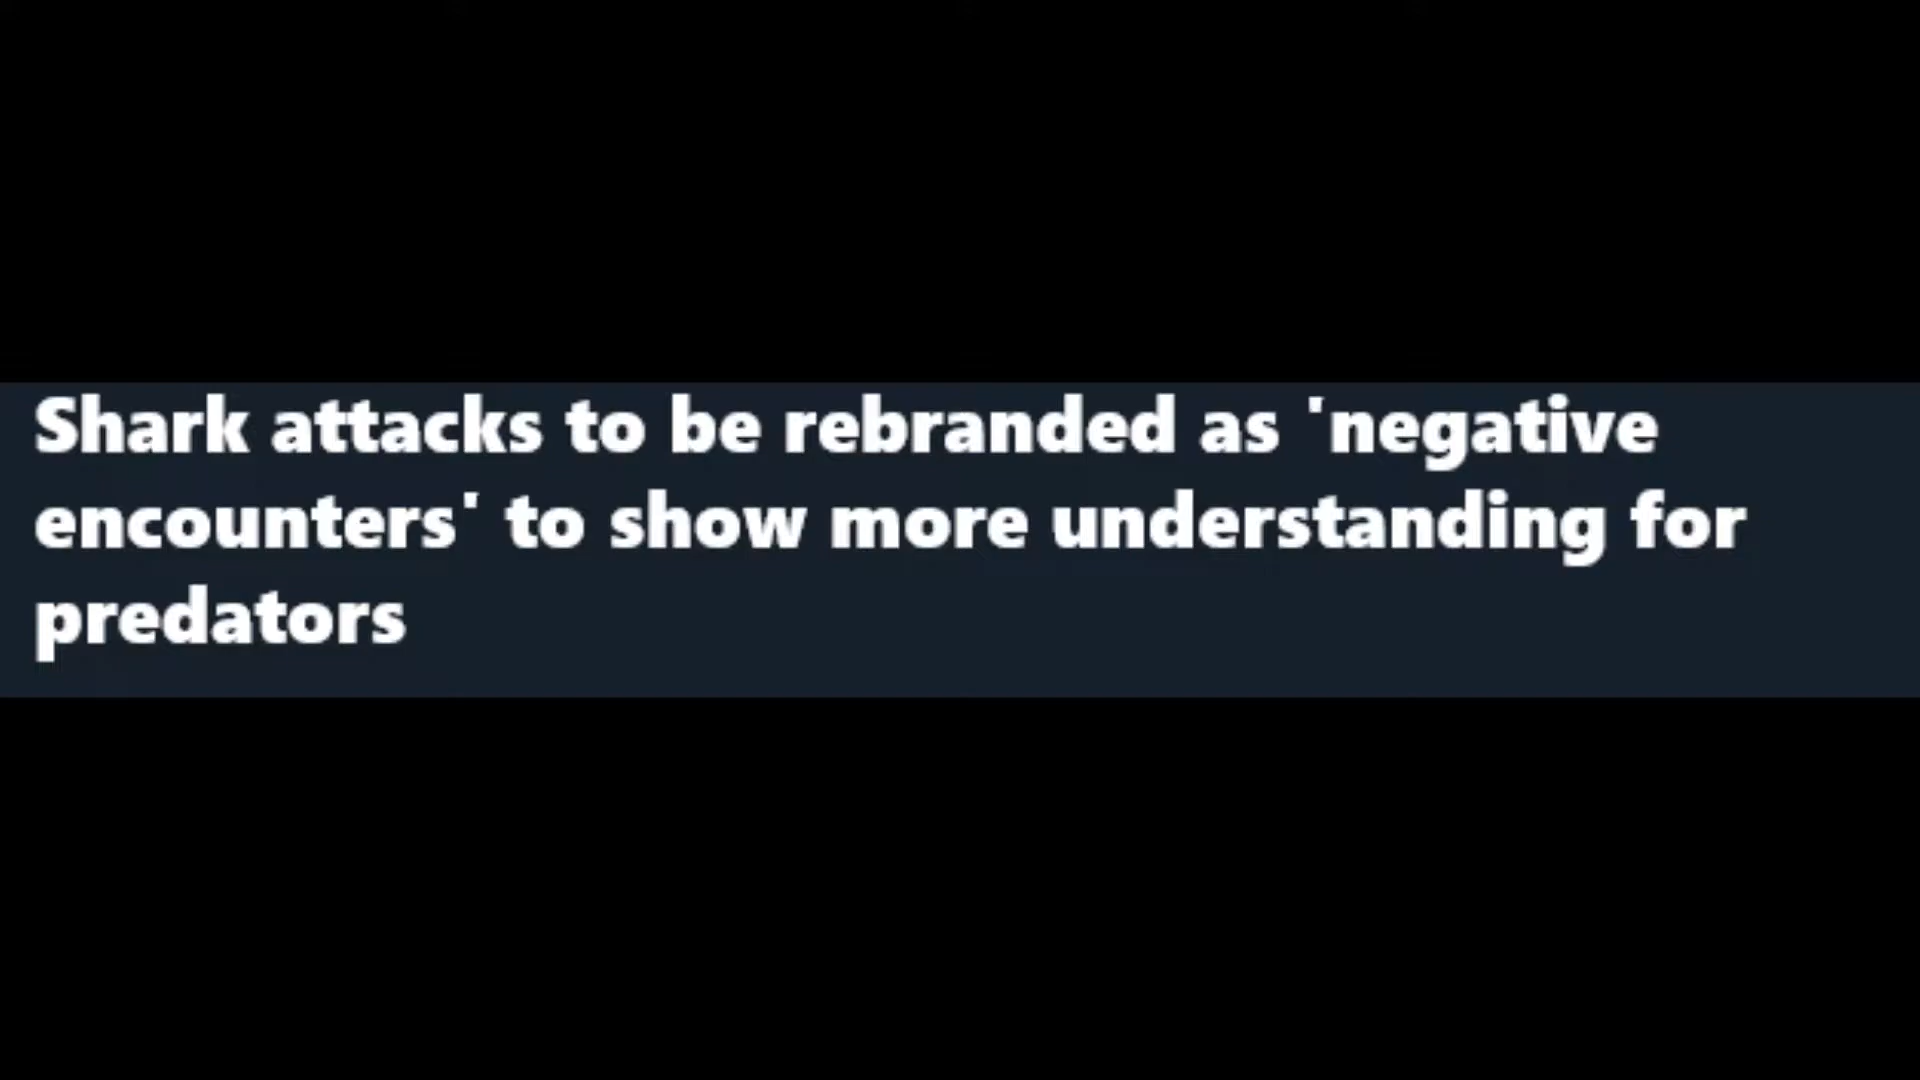 Shark attacks to be rebranded as 'negative
encounters' to show more understanding for
predators